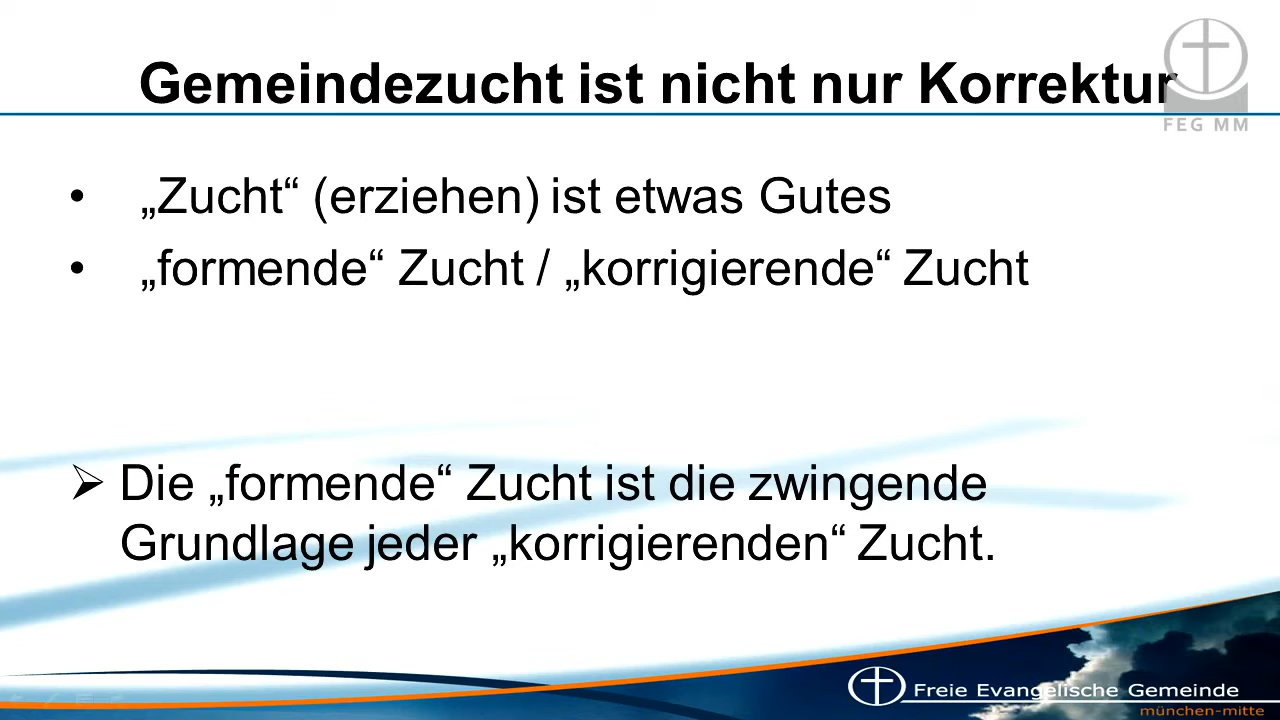 Gemeindezucht ist nicht nur Korrektur
FEG MM
• „Zucht“ (erziehen) ist etwas Gutes
• „formende“ Zucht / „korrigierende“ Zucht
➢ Die „formende“ Zucht ist die zwingende
Grundlage jeder „korrigierenden“ Zucht.
Freie Evangelische Gemeinde
münchen-mitte